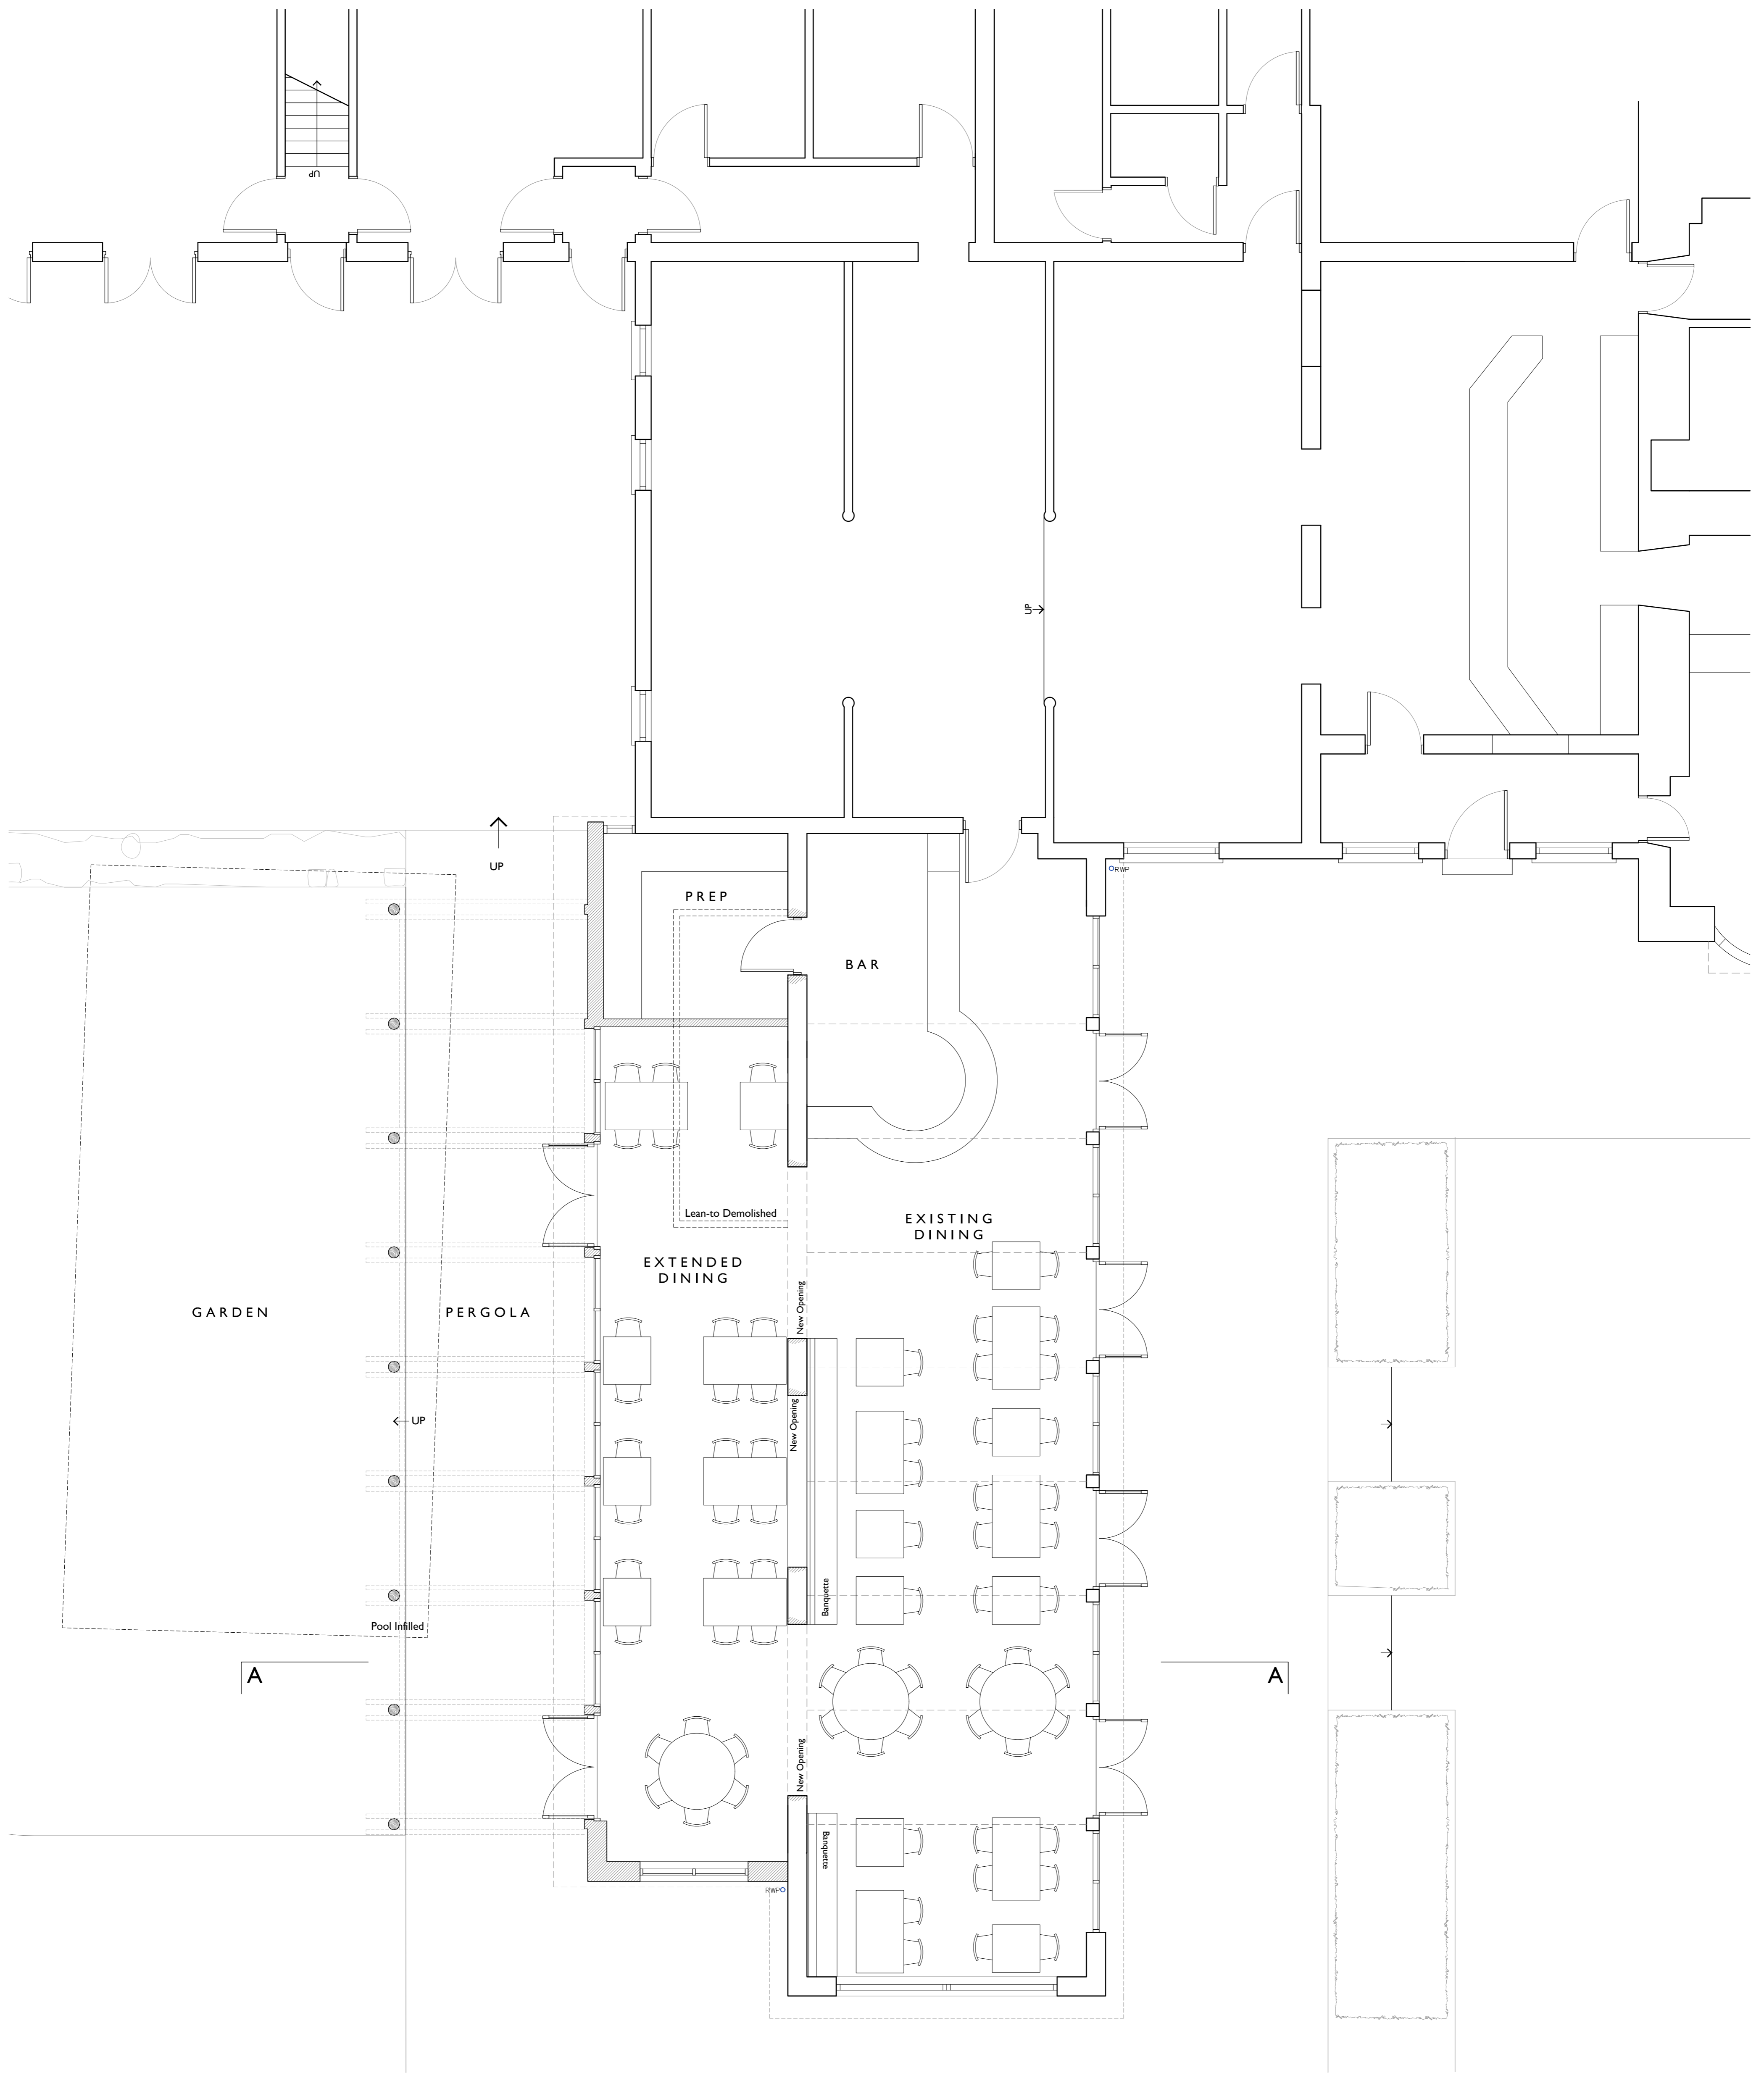 UP
UP
UP
RWP
PREP
BAR
Lean-to Demolished
EXISTING
DINING
EXTENDED
DINING
New Opening
GARDEN
PERGOLA
New Opening
UP
Banquette
Pool Infilled
A
A
New Opening
Banquette
RWP